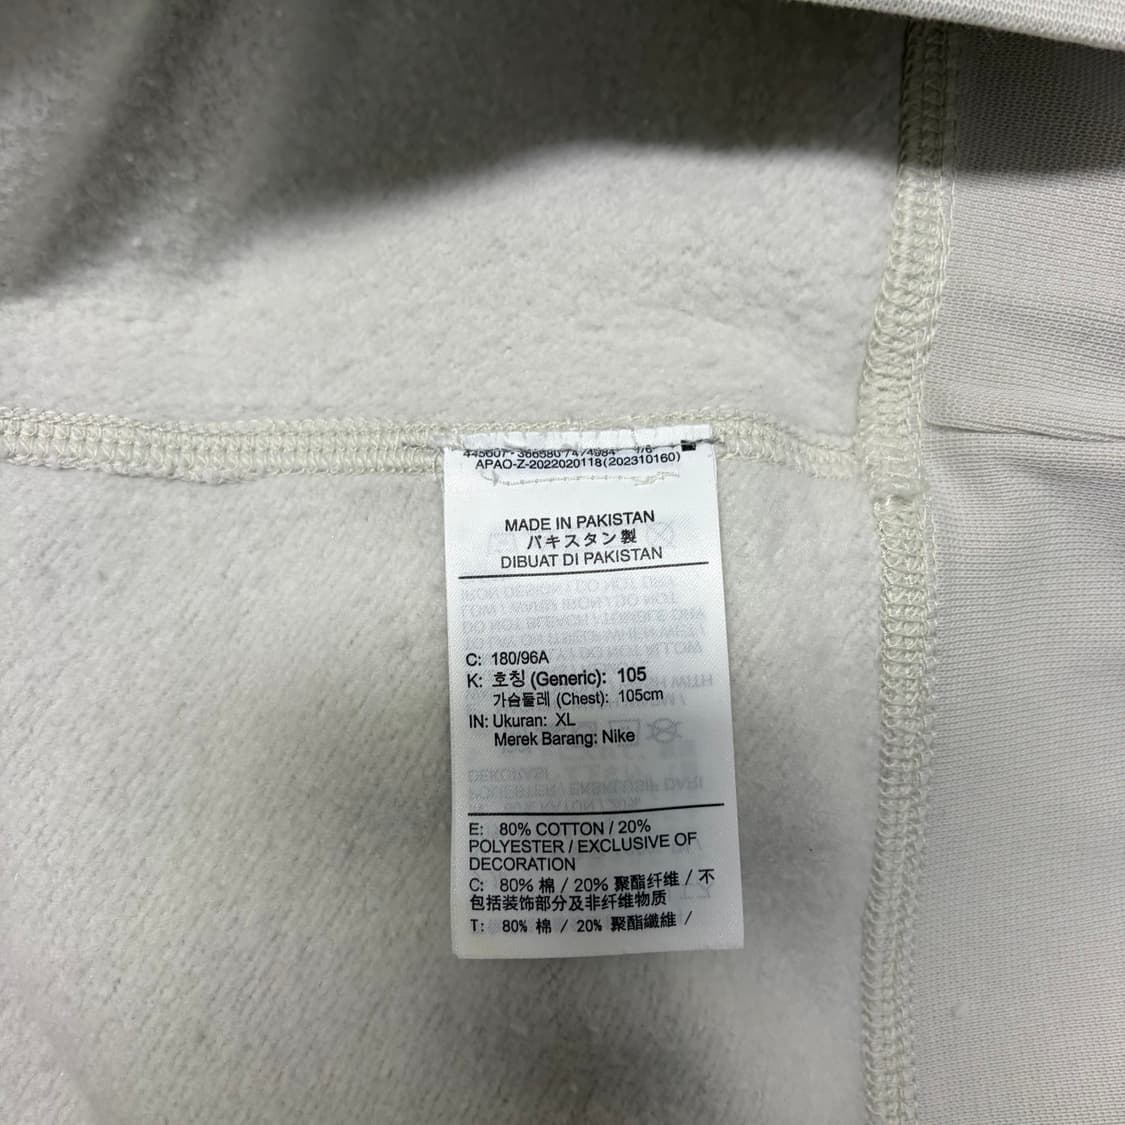 APAO-Z-2022020118(202310160)
MADE IN PAKISTAN
パキスタン製
DIBUAT DI PAKISTAN
C: 180/96A
K: 호칭 (Generic): 105
가슴둘레 (Chest): 105cm
IN: Ukuran: XL
Merek Barang: Nike
E: 80% COTTON / 20%
POLYESTER / EXCLUSIVE OF
DECORATION
C: 80% 棉 / 20% 聚酯纤维 / 不
包括装饰部分及非纤维物质
T: 80% 棉 / 20% 聚酯纖維 /